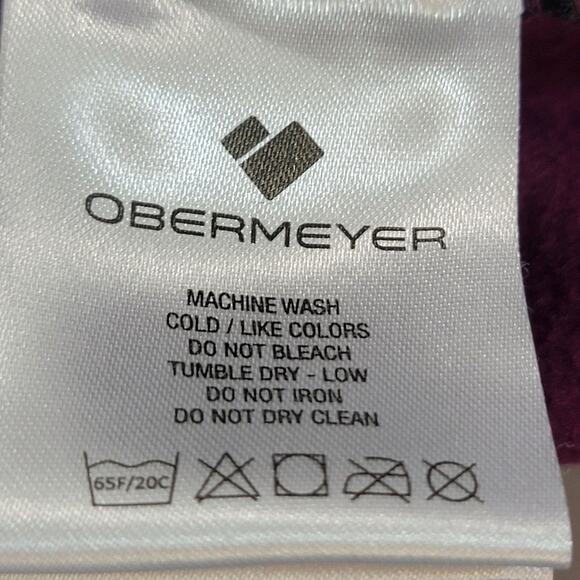 OBERMEYER
MACHINE WASH
COLD / LIKE COLORS
DO NOT BLEACH
TUMBLE DRY - LOW
DO NOT IRON
DO NOT DRY CLEAN
65F/20C